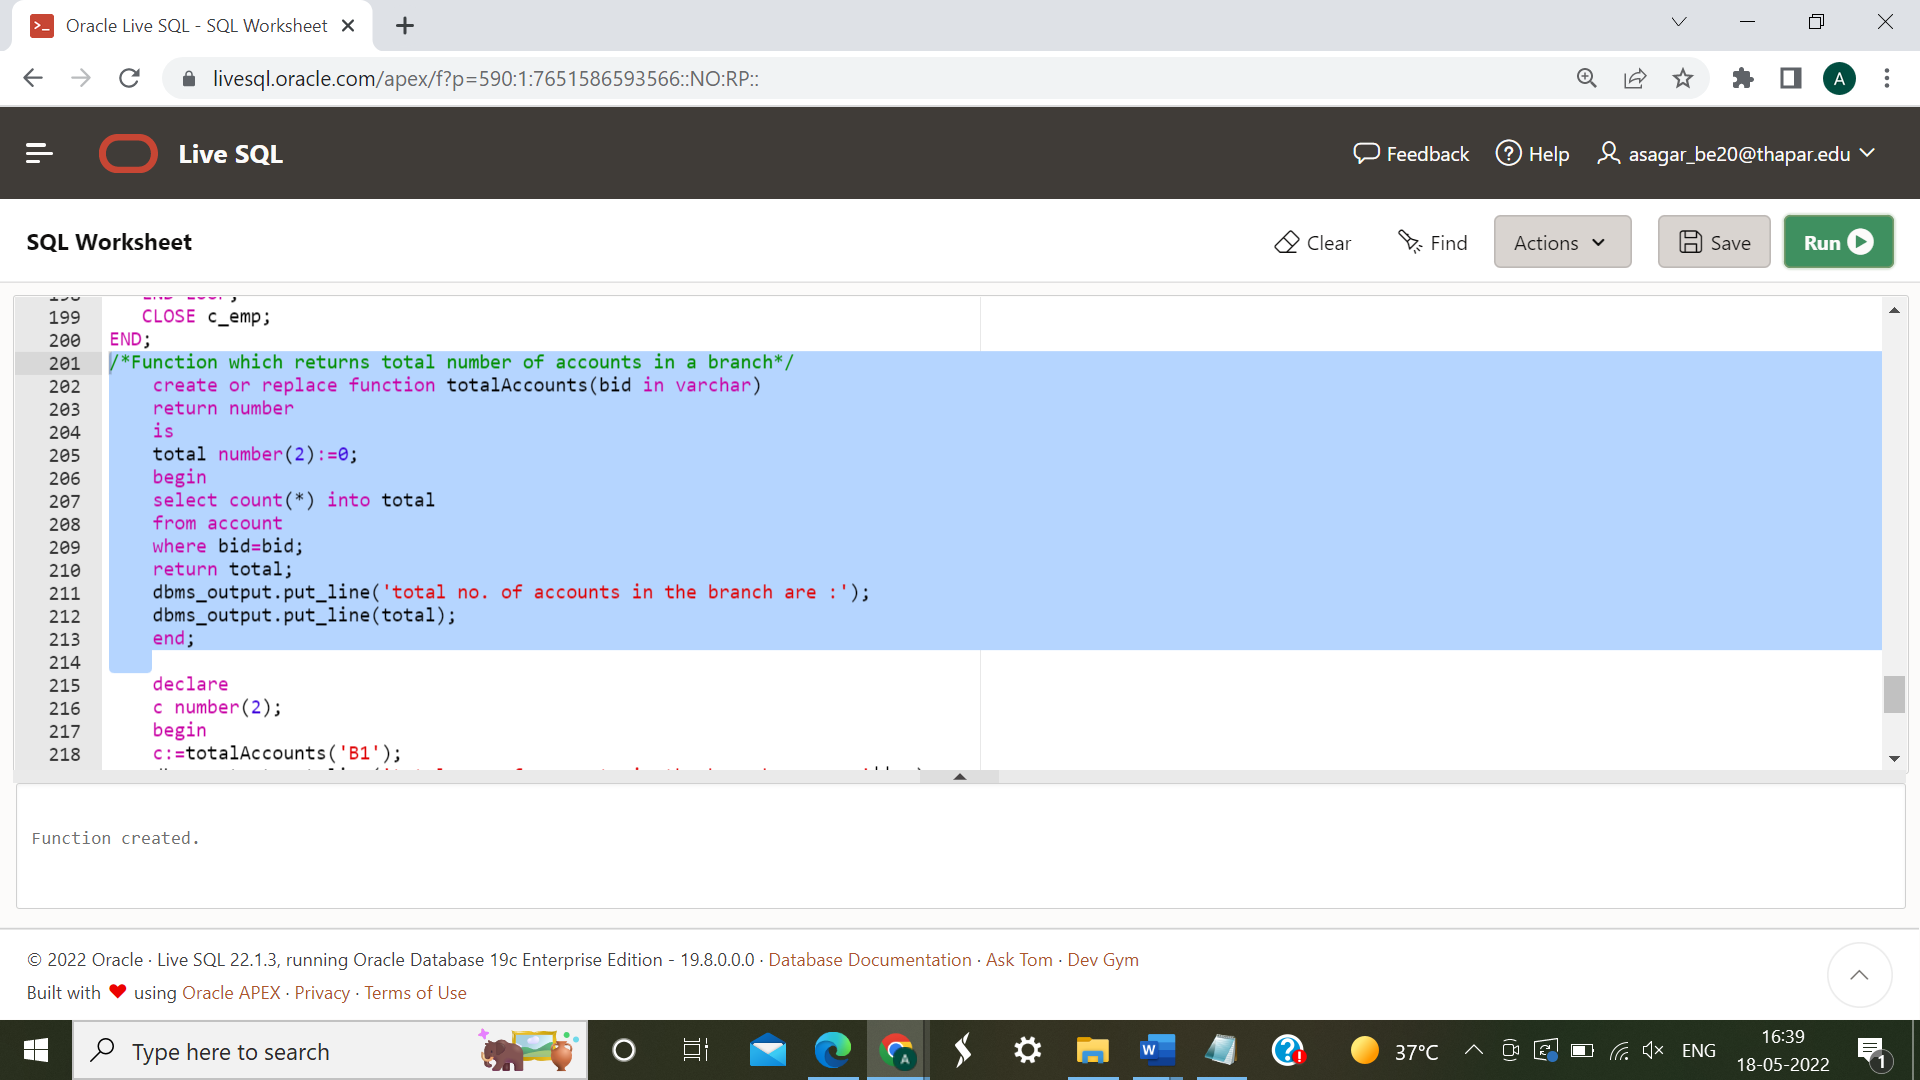 Oracle Live SQL - SQL Worksheet
livesql.oracle.com/apex/f?p=590:1:7651586593566::NO:RP::
A
Live SQL
Feedback
Help
asagar_be20@thapar.edu
SQL Worksheet
Clear
Find
Actions
Save
Run
199 CLOSE c_emp;
200 END;
201 /*Function which returns total number of accounts in a branch*/
202 create or replace function totalAccounts(bid in varchar)
203 return number
204 is
205 total number(2):=0;
206 begin
207 select count(*) into total
208 from account
209 where bid=bid;
210 return total;
211 dbms_output.put_line('total no. of accounts in the branch are :');
212 dbms_output.put_line(total);
213 end;
214
215 declare
216 c number(2);
217 begin
218 c:=totalAccounts('B1');
Function created.
© 2022 Oracle · Live SQL 22.1.3, running Oracle Database 19c Enterprise Edition - 19.8.0.0.0 · Database Documentation · Ask Tom · Dev Gym
Built with ❤ using Oracle APEX · Privacy · Terms of Use
Type here to search
A
W
37°C
ENG
16:39
18-05-2022
1